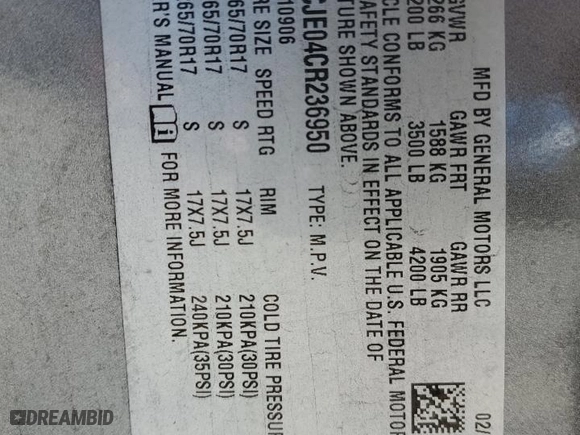 MFD BY GENERAL MOTORS LLC 02/
GVWR GAWR FRT GAWR RR
266 KG 1588 KG 1905 KG
200 LB 3500 LB 4200 LB
CLE CONFORMS TO ALL APPLICABLE U.S. FEDERAL MOTOR
AFETY STANDARDS IN EFFECT ON THE DATE OF
TURE SHOWN ABOVE.
CJE04CR236950 TYPE: M.P.V.
10906
RE SIZE SPEED RTG RIM COLD TIRE PRESSU
65/70R17 S 17X7.5J 210KPA(30PSI)
65/70R17 S 17X7.5J 210KPA(30PSI)
65/70R17 S 17X7.5J 240KPA(35PSI)
R'S MANUAL FOR MORE INFORMATION.
DREAMBID